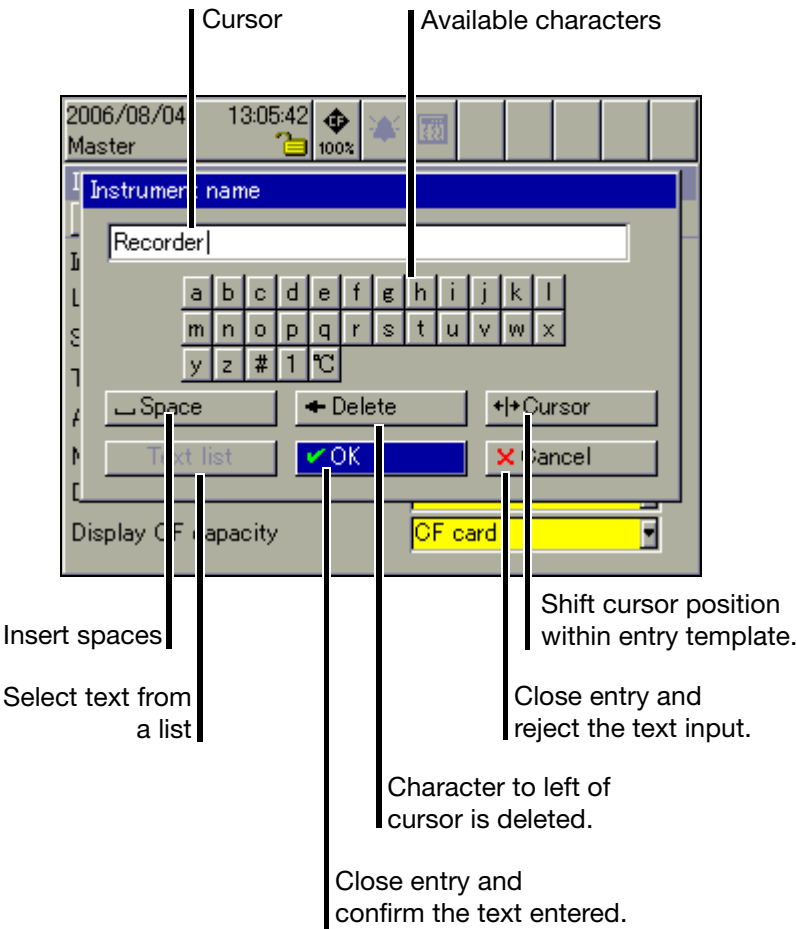 Cursor
Available characters
2006/08/04 13:05:42
Master
CF
100%
Instrument name
Recorder
a b c d e f g h i j k l
m n o p q r s t u v w x
y z # 1 °C
Space Delete Cursor
Text list OK Cancel
Display CF capacity CF card
Shift cursor position
within entry template.
Insert spaces
Select text from
a list
Close entry and
reject the text input.
Character to left of
cursor is deleted.
Close entry and
confirm the text entered.